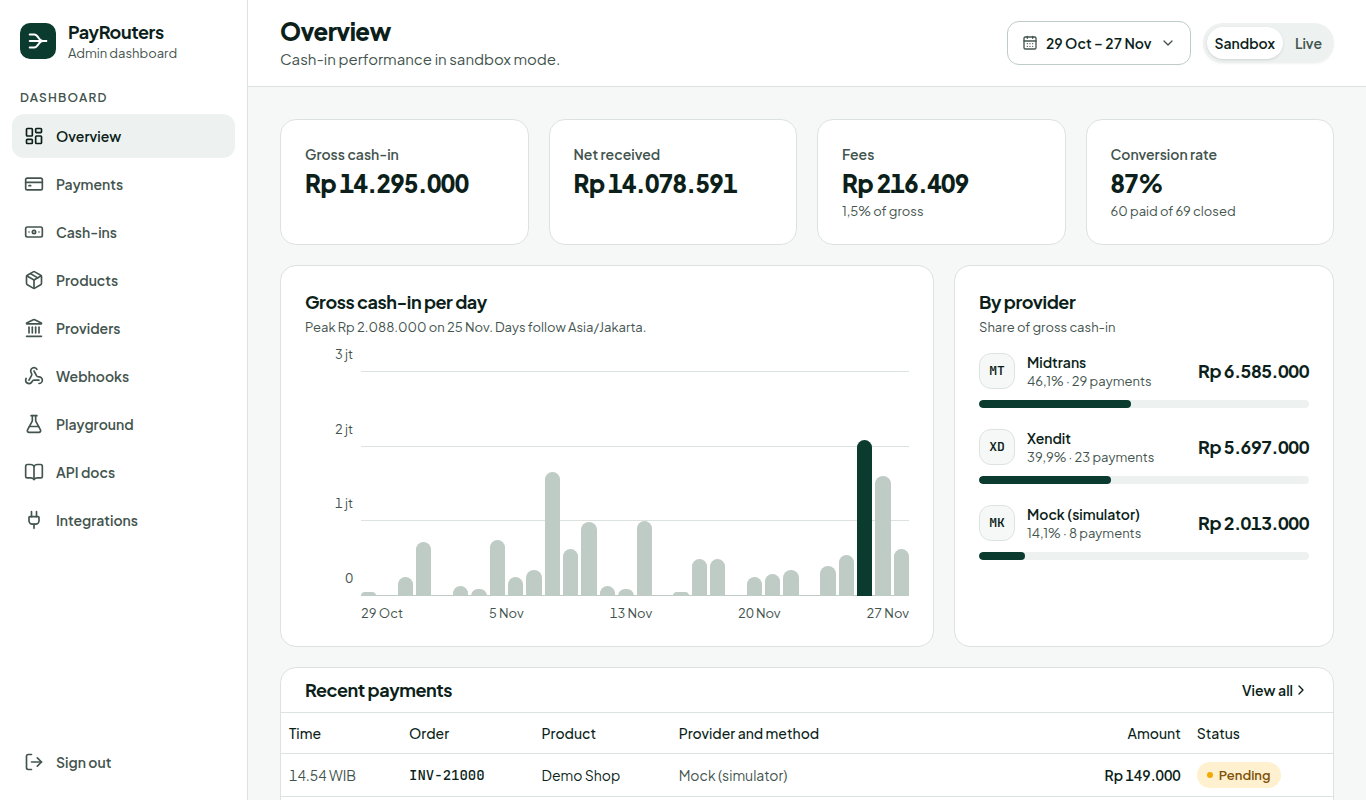 PayRouters
Admin dashboard
DASHBOARD
Overview
Payments
Cash-ins
Products
Providers
Webhooks
Playground
API docs
Integrations
Sign out
Overview
Cash-in performance in sandbox mode.
29 Oct – 27 Nov
Sandbox
Live
Gross cash-in
Rp 14.295.000
Net received
Rp 14.078.591
Fees
Rp 216.409
1,5% of gross
Conversion rate
87%
60 paid of 69 closed
Gross cash-in per day
Peak Rp 2.088.000 on 25 Nov. Days follow Asia/Jakarta.
3 jt
2 jt
1 jt
0
29 Oct 5 Nov 13 Nov 20 Nov 27 Nov
By provider
Share of gross cash-in
MT
Midtrans
46,1% · 29 payments
Rp 6.585.000
XD
Xendit
39,9% · 23 payments
Rp 5.697.000
MK
Mock (simulator)
14,1% · 8 payments
Rp 2.013.000
Recent payments
View all
Time Order Product Provider and method Amount Status
14.54 WIB INV-21000 Demo Shop Mock (simulator) Rp 149.000 Pending